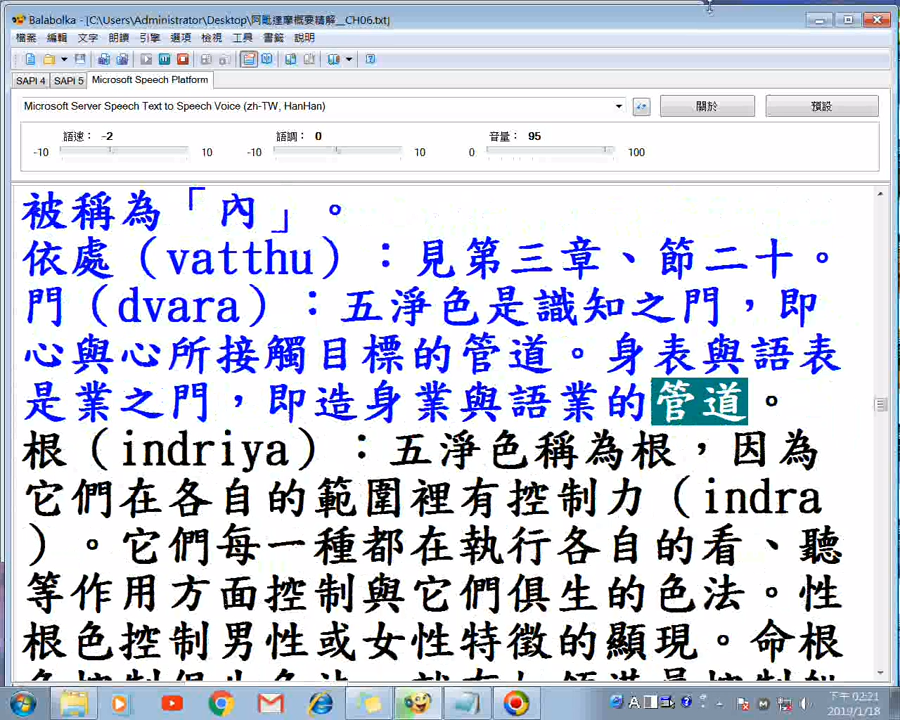 Balabolka - [C:\Users\Administrator\Desktop\阿毗達摩概要精解__CH06.txt]
檔案 編輯 文字 朗讀 引擎 選項 檢視 工具 書籤 說明
SAPI 4 SAPI 5 Microsoft Speech Platform
Microsoft Server Speech Text to Speech Voice (zh-TW, HanHan) 關於 預設
語速： -2 語調： 0 音量： 95
-10 10 -10 10 0 100
被稱為「內」。
依處（vatthu）：見第三章、節二十。
門（dvara）：五淨色是識知之門，即
心與心所接觸目標的管道。身表與語表
是業之門，即造身業與語業的管道。
根（indriya）：五淨色稱為根，因為
它們在各自的範圍裡有控制力（indra
）。它們每一種都在執行各自的看、聽
等作用方面控制與它們俱生的色法。性
根色控制男性或女性特徵的顯現。命根
下午 02:21
2019/1/18